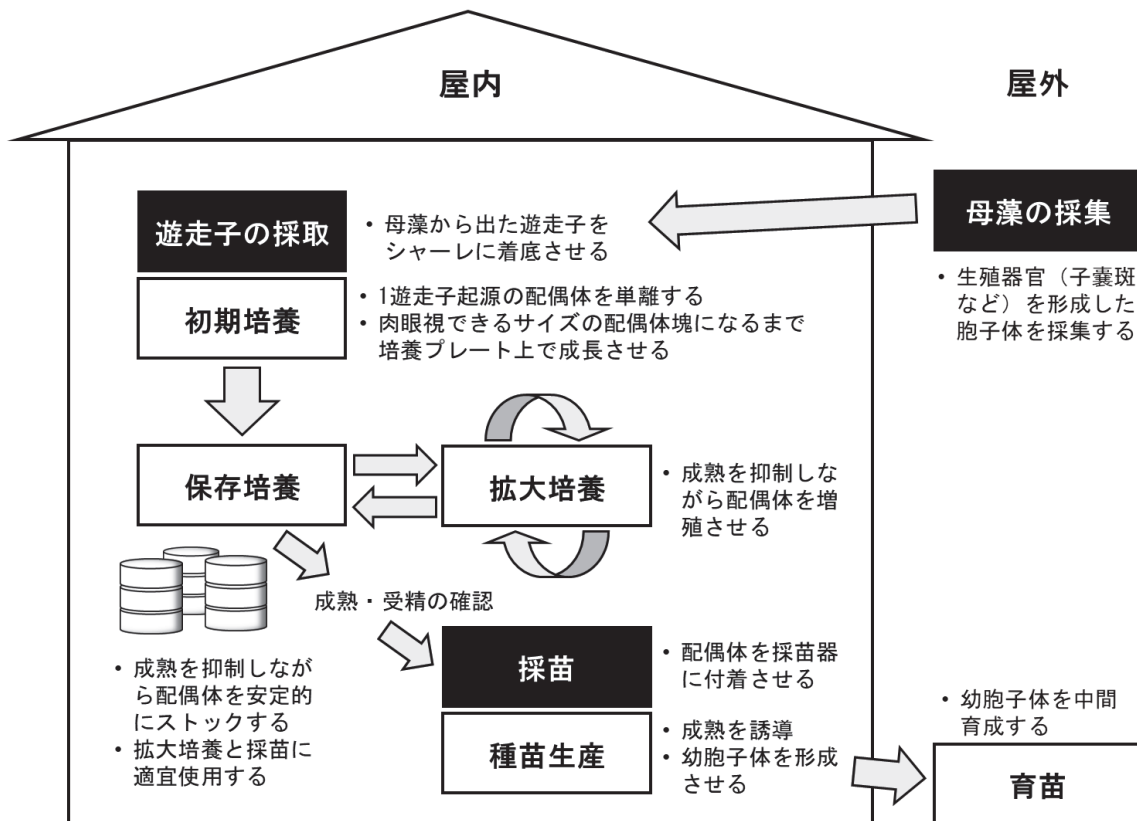 屋内
屋外
母藻の採集
• 生殖器官（子嚢斑
など）を形成した
胞子体を採集する
遊走子の採取
• 母藻から出た遊走子を
シャーレに着底させる
初期培養
• 1遊走子起源の配偶体を単離する
• 肉眼視できるサイズの配偶体塊になるまで
培養プレート上で成長させる
保存培養
拡大培養
• 成熟を抑制しな
がら配偶体を増
殖させる
成熟・受精の確認
• 成熟を抑制しなが
ら配偶体を安定的
にストックする
• 拡大培養と採苗に
適宜使用する
採苗
• 配偶体を採苗器
に付着させる
種苗生産
• 成熟を誘導
• 幼胞子体を形成
させる
• 幼胞子体を中間
育成する
育苗